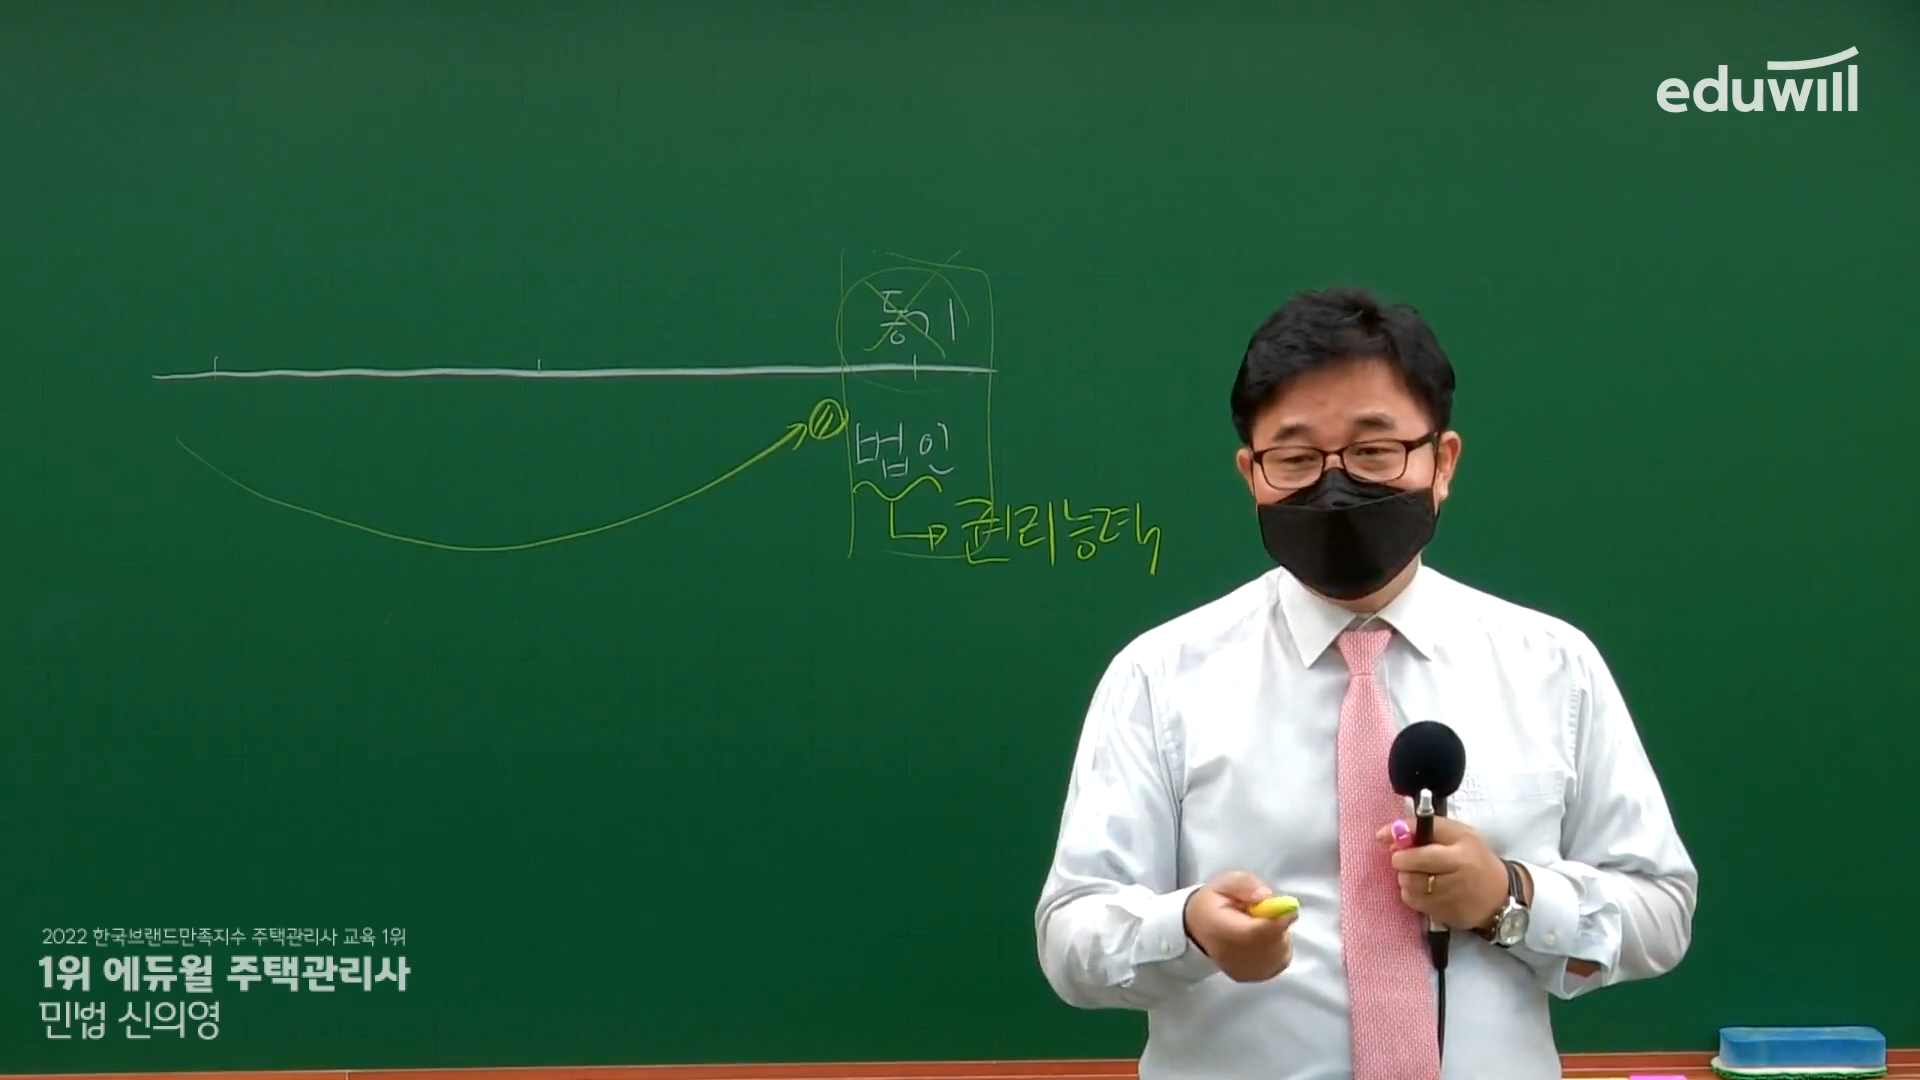 eduwill
등기
법인
권리능력
2022 한국브랜드만족지수 주택관리사 교육 1위
1위 에듀윌 주택관리사
민법 신의영